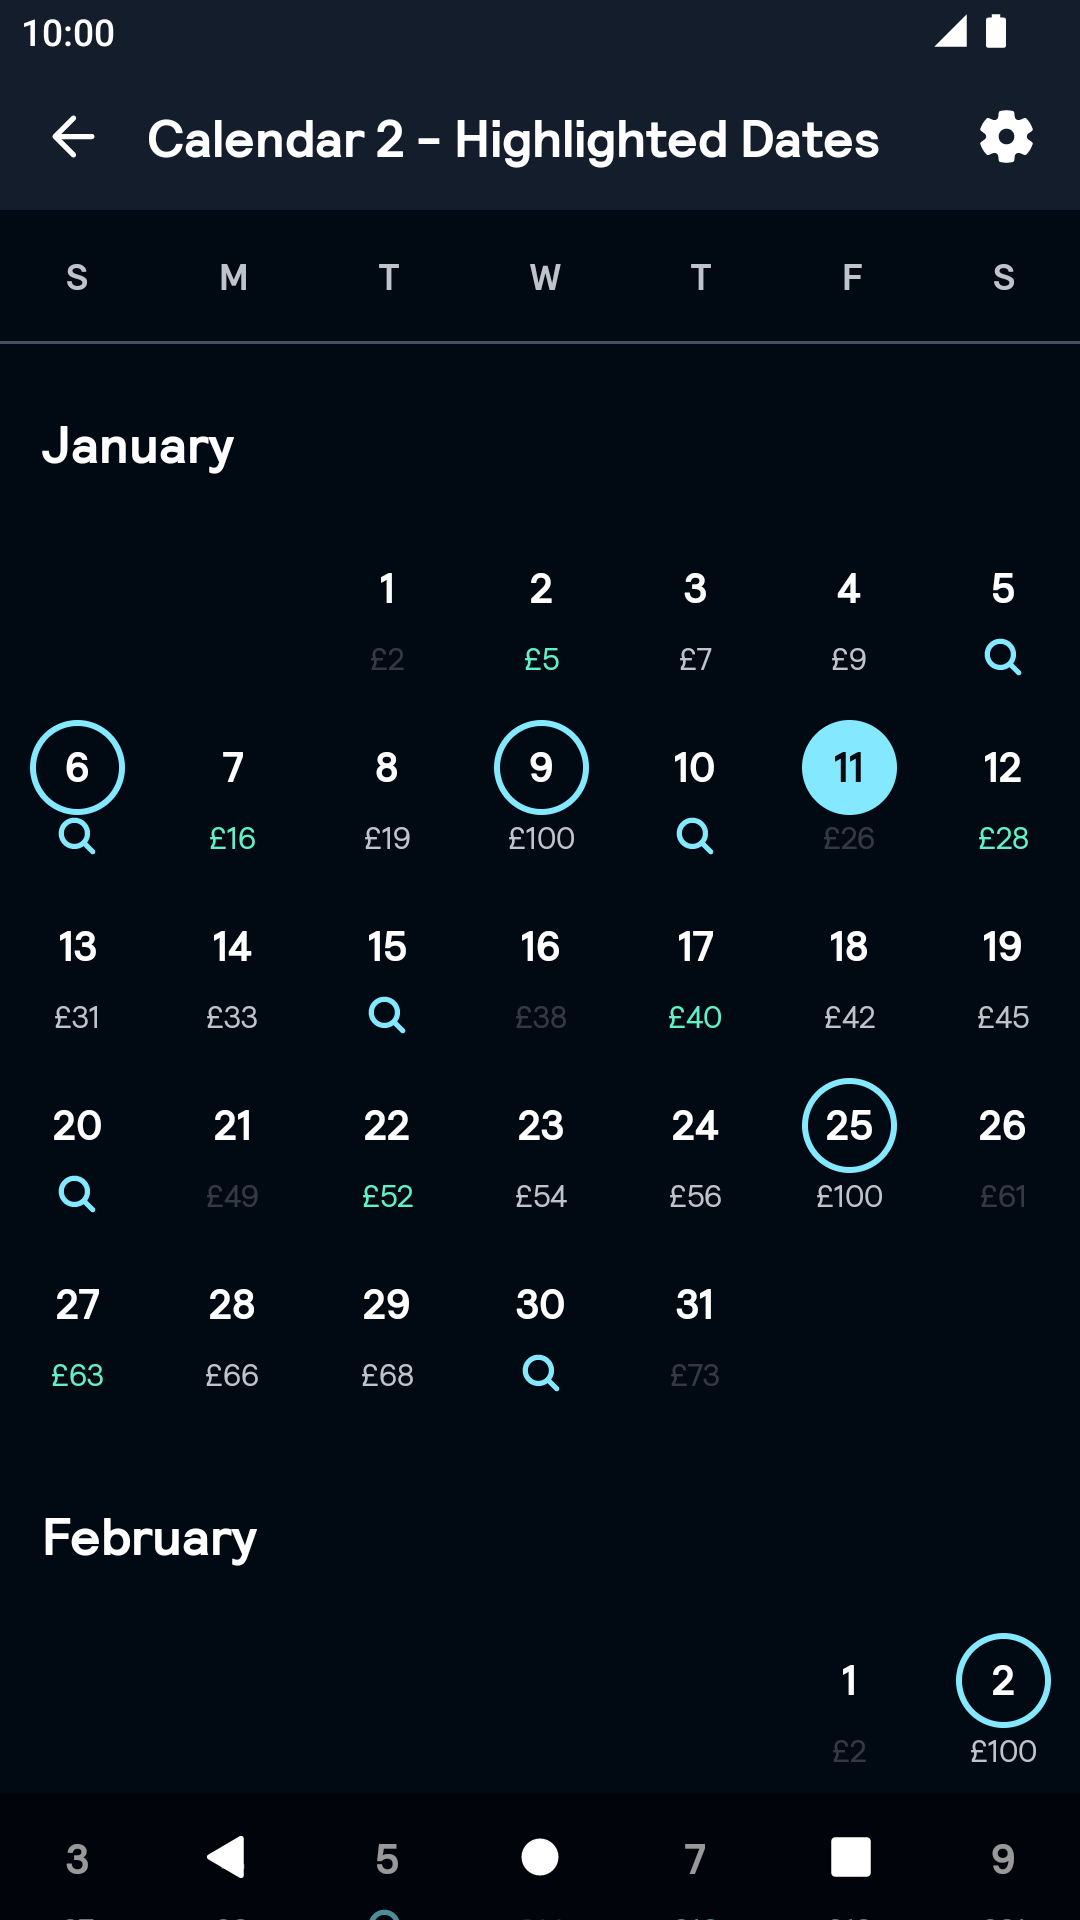 10:00
Calendar 2 – Highlighted Dates
S M T W T F S
January
1 2 3 4 5
£2 £5 £7 £9
6 7 8 9 10 11 12
£16 £19 £100 £26 £28
13 14 15 16 17 18 19
£31 £33 £38 £40 £42 £45
20 21 22 23 24 25 26
£49 £52 £54 £56 £100 £61
27 28 29 30 31
£63 £66 £68 £73
February
1 2
£2 £100
3 5 7 9